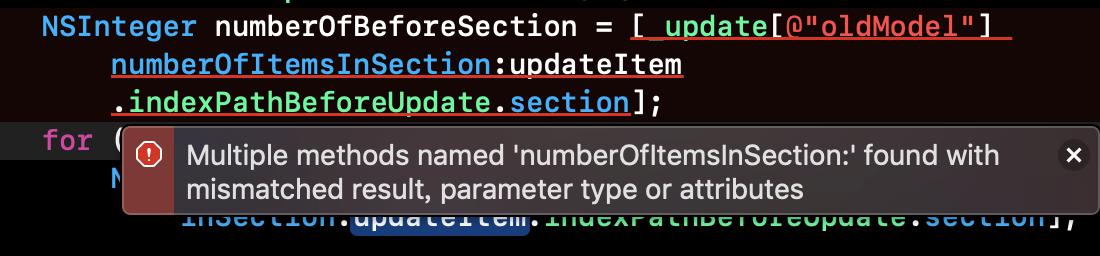 NSInteger numberOfBeforeSection = [_update[@"oldModel"]
numberOfItemsInSection:updateItem
.indexPathBeforeUpdate.section];
for (
Multiple methods named 'numberOfItemsInSection:' found with
mismatched result, parameter type or attributes
inSection:updateItem.indexPathBeforeUpdate.section];